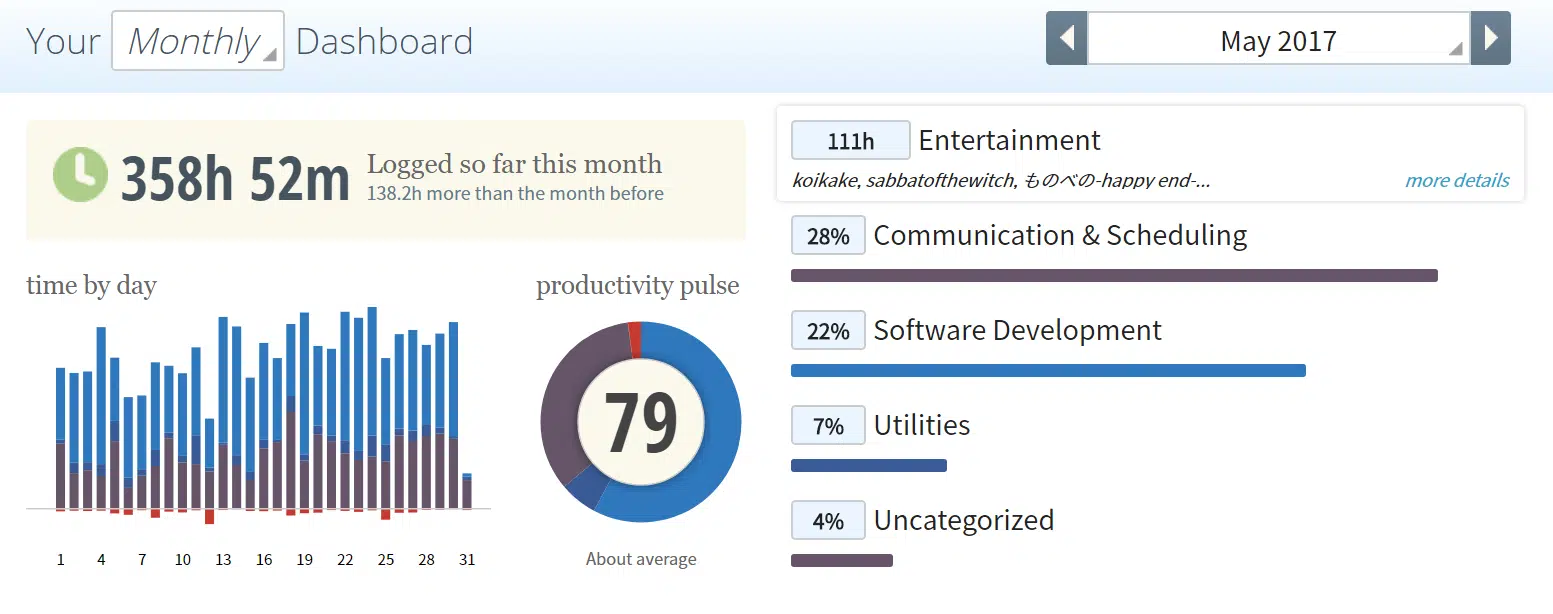 Your Monthly Dashboard
May 2017
358h 52m
Logged so far this month
138.2h more than the month before
time by day
1 4 7 10 13 16 19 22 25 28 31
productivity pulse
79
About average
111h Entertainment
koikake, sabbatofthewitch, ものべの-happy end-...
more details
28% Communication & Scheduling
22% Software Development
7% Utilities
4% Uncategorized